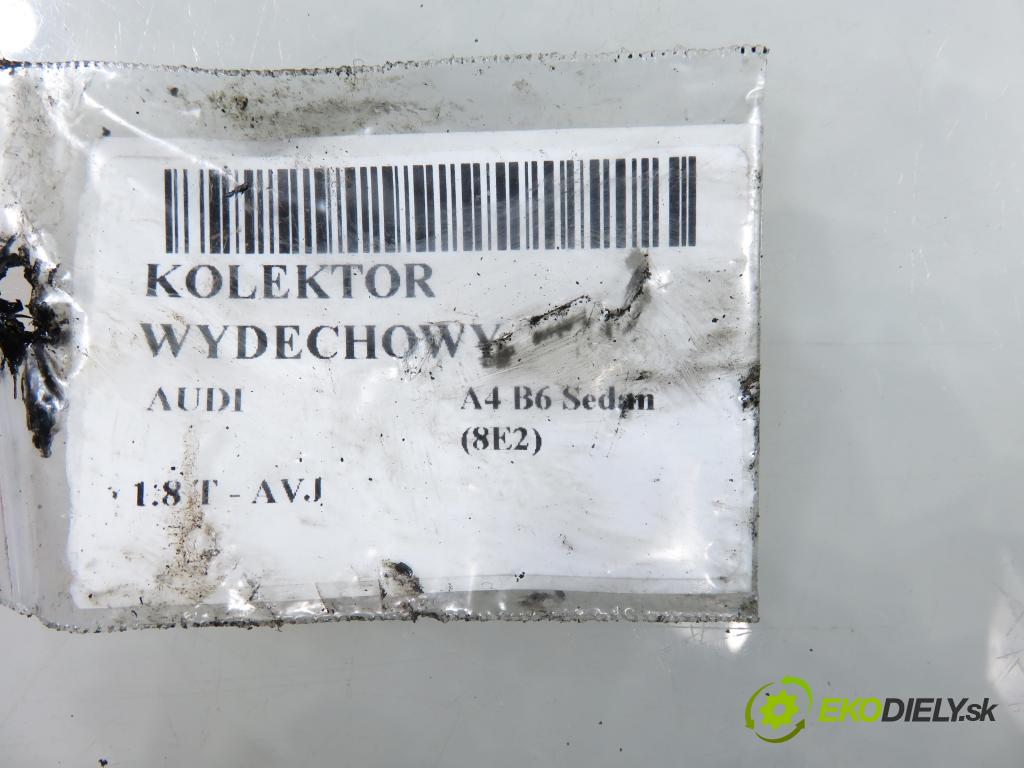 KOLEKTOR
WYDECHOWY
AUDI A4 B6 Sedan
(8E2)
1.8 T - AVJ
EKODIELY.sk